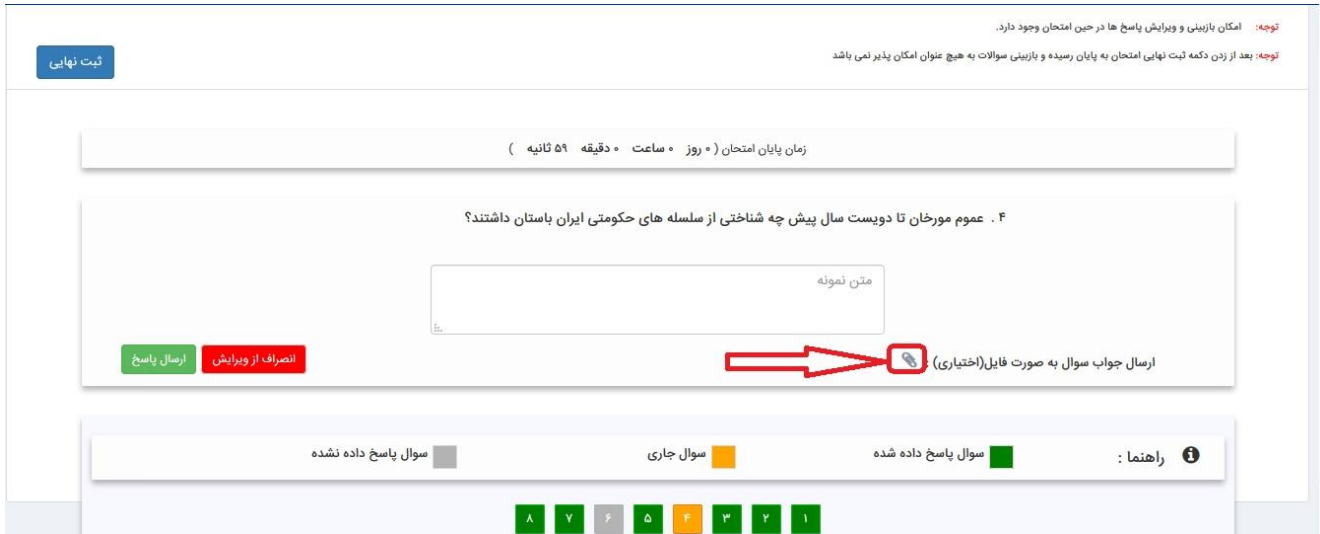 توجه: امکان بازبینی و ویرایش پاسخ ها در حین امتحان وجود دارد.
توجه: بعد از زدن دکمه ثبت نهایی امتحان به پایان رسیده و بازبینی سوالات به هیچ عنوان امکان پذیر نمی باشد
ثبت نهایی
زمان پایان امتحان ( ۰ روز ۰ ساعت ۰ دقیقه ۵۹ ثانیه )
۴ . عموم مورخان تا دویست سال پیش چه شناختی از سلسله های حکومتی ایران باستان داشتند؟
متن نمونه
ارسال جواب سوال به صورت فایل(اختیاری) :
انصراف از ویرایش
ارسال پاسخ
راهنما :
سوال پاسخ داده شده
سوال جاری
سوال پاسخ داده نشده
۱ ۲ ۳ ۴ ۵ ۶ ۷ ۸